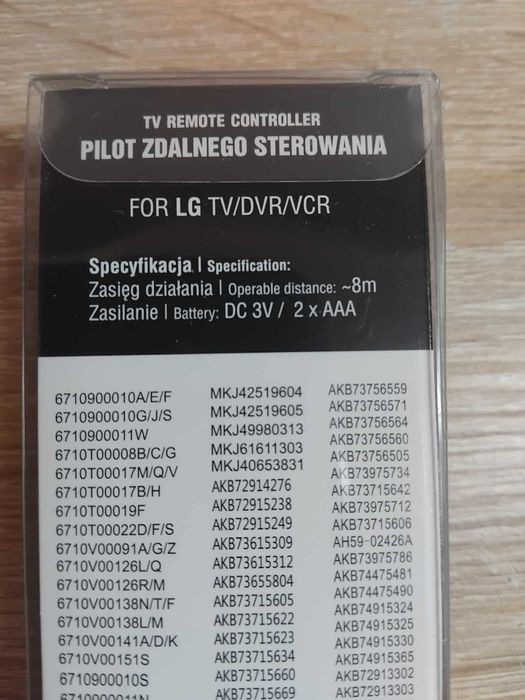 TV REMOTE CONTROLLER
PILOT ZDALNEGO STEROWANIA
FOR LG TV/DVR/VCR
Specyfikacja | Specification:
Zasięg działania | Operable distance: ~8m
Zasilanie | Battery: DC 3V / 2 x AAA
6710900010A/E/F
6710900010G/J/S
6710900011W
6710T00008B/C/G
6710T00017M/Q/V
6710T00017B/H
6710T00019F
6710T00022D/F/S
6710V00091A/G/Z
6710V00126L/Q
6710V00126R/M
6710V00138N/T/F
6710V00138L/M
6710V00141A/D/K
6710V00151S
6710900010S
6710900011N
MKJ42519604
MKJ42519605
MKJ49980313
MKJ61611303
MKJ40653831
AKB72914276
AKB72915238
AKB72915249
AKB73615309
AKB73615312
AKB73655804
AKB73715605
AKB73715622
AKB73715623
AKB73715634
AKB73715660
AKB73715669
AKB73756559
AKB73756571
AKB73756564
AKB73756560
AKB73756505
AKB73975734
AKB73715642
AKB73975712
AKB73715606
AH59-02426A
AKB73975786
AKB74475481
AKB74475490
AKB74915324
AKB74915325
AKB74915330
AKB74915365
AKB72913302
AKB72913303